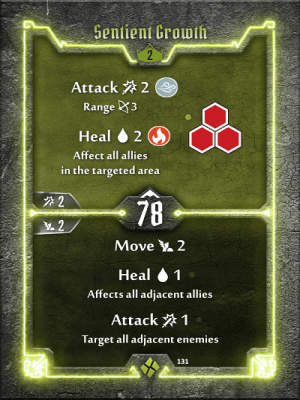 Sentient Growth
2
Attack 2
Range 3
Heal 2
Affect all allies
in the targeted area
2
78
2
Move 2
Heal 1
Affects all adjacent allies
Attack 1
Target all adjacent enemies
131